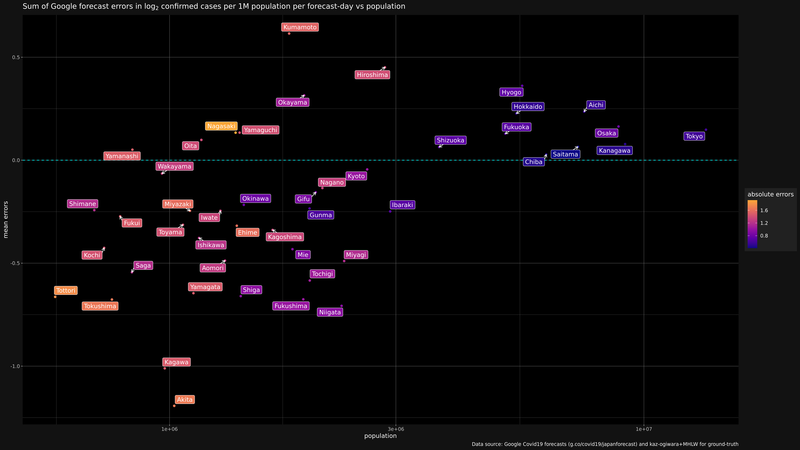 Sum of Google forecast errors in log₂ confirmed cases per 1M population per forecast-day vs population
Kumamoto
0.5
Hiroshima
Hyogo
Okayama
Hokkaido
Aichi
Nagasaki
Yamaguchi
Fukuoka
Osaka
Tokyo
Oita
Shizuoka
Kanagawa
Yamanashi
Saitama
0.0
Chiba
Wakayama
Kyoto
Nagano
Shimane
Miyazaki
Okinawa
Gifu
Ibaraki
absolute errors
Iwate
Gunma
1.6
Fukui
1.2
Toyama
Ehime
Kagoshima
0.8
mean errors
Ishikawa
Kochi
Mie
Miyagi
Saga
Aomori
-0.5
Tochigi
Tottori
Yamagata
Shiga
Tokushima
Fukushima
Niigata
Kagawa
-1.0
Akita
1e+06
3e+06
1e+07
population
Data source: Google Covid19 forecasts (g.co/covid19/japanforecast) and kaz-ogiwara+MHLW for ground-truth